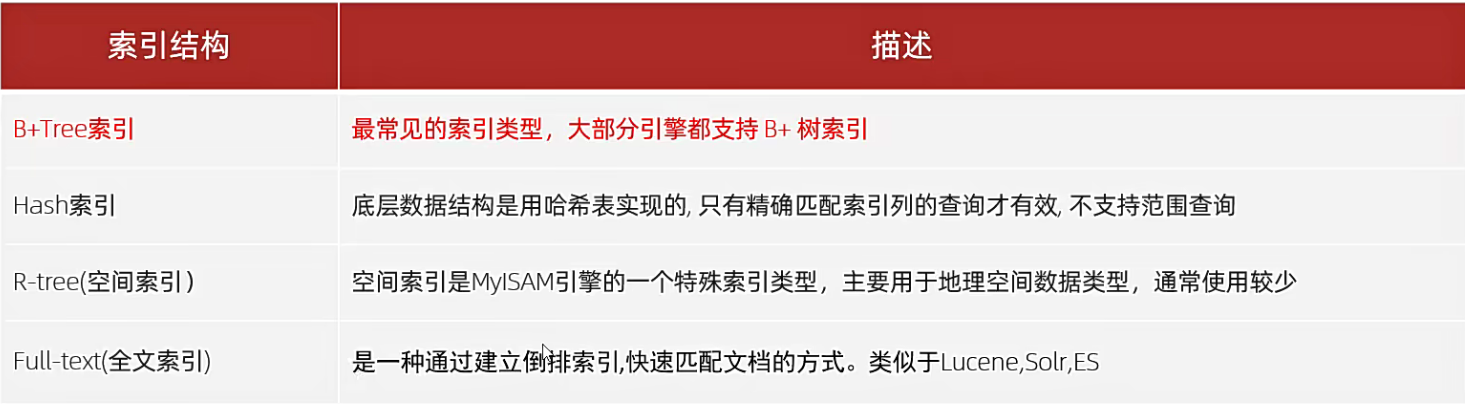 索引结构
描述
B+Tree索引
最常见的索引类型，大部分引擎都支持 B+ 树索引
Hash索引
底层数据结构是用哈希表实现的, 只有精确匹配索引列的查询才有效, 不支持范围查询
R-tree(空间索引）
空间索引是MyISAM引擎的一个特殊索引类型，主要用于地理空间数据类型，通常使用较少
Full-text(全文索引)
是一种通过建立倒排索引,快速匹配文档的方式。类似于Lucene,Solr,ES